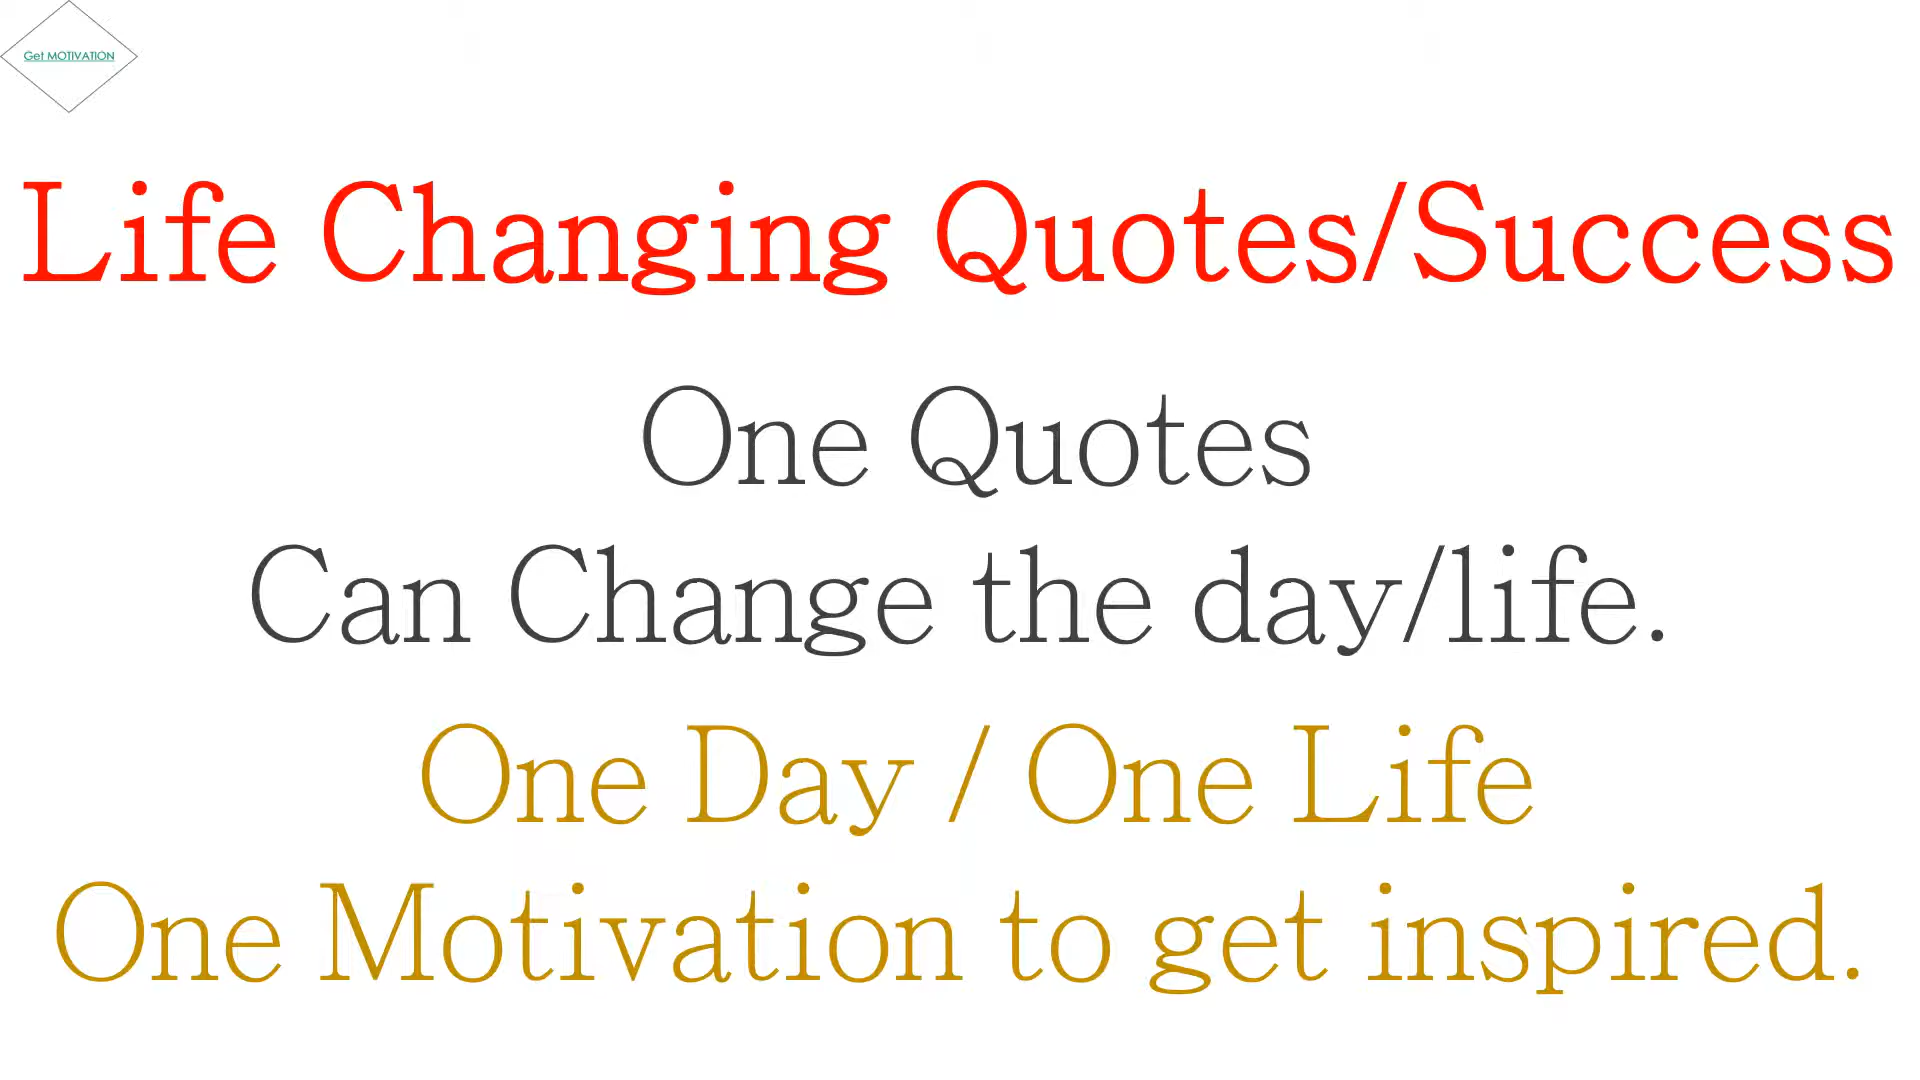 Get MOTIVATION
Life Changing Quotes/Success
One Quotes
Can Change the day/life.
One Day / One Life
One Motivation to get inspired.